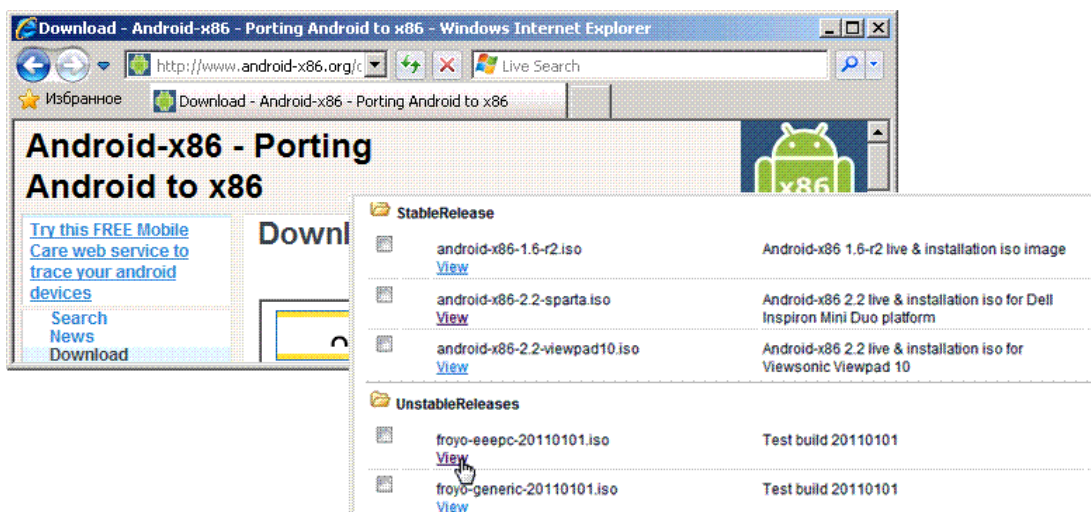 Download - Android-x86 - Porting Android to x86 - Windows Internet Explorer
http://www.android-x86.org/
Live Search
Избранное
Download - Android-x86 - Porting Android to x86
Android-x86 - Porting
Android to x86
x86
Try this FREE Mobile
Care web service to
trace your android
devices
Search
News
Download
Downl
StableRelease
android-x86-1.6-r2.iso
Android-x86 1.6-r2 live & installation iso image
View
android-x86-2.2-sparta.iso
Android-x86 2.2 live & installation iso for Dell
View
Inspiron Mini Duo platform
android-x86-2.2-viewpad10.iso
Android-x86 2.2 live & installation iso for
View
Viewsonic Viewpad 10
UnstableReleases
froyo-eeepc-20110101.iso
Test build 20110101
View
froyo-generic-20110101.iso
Test build 20110101
View